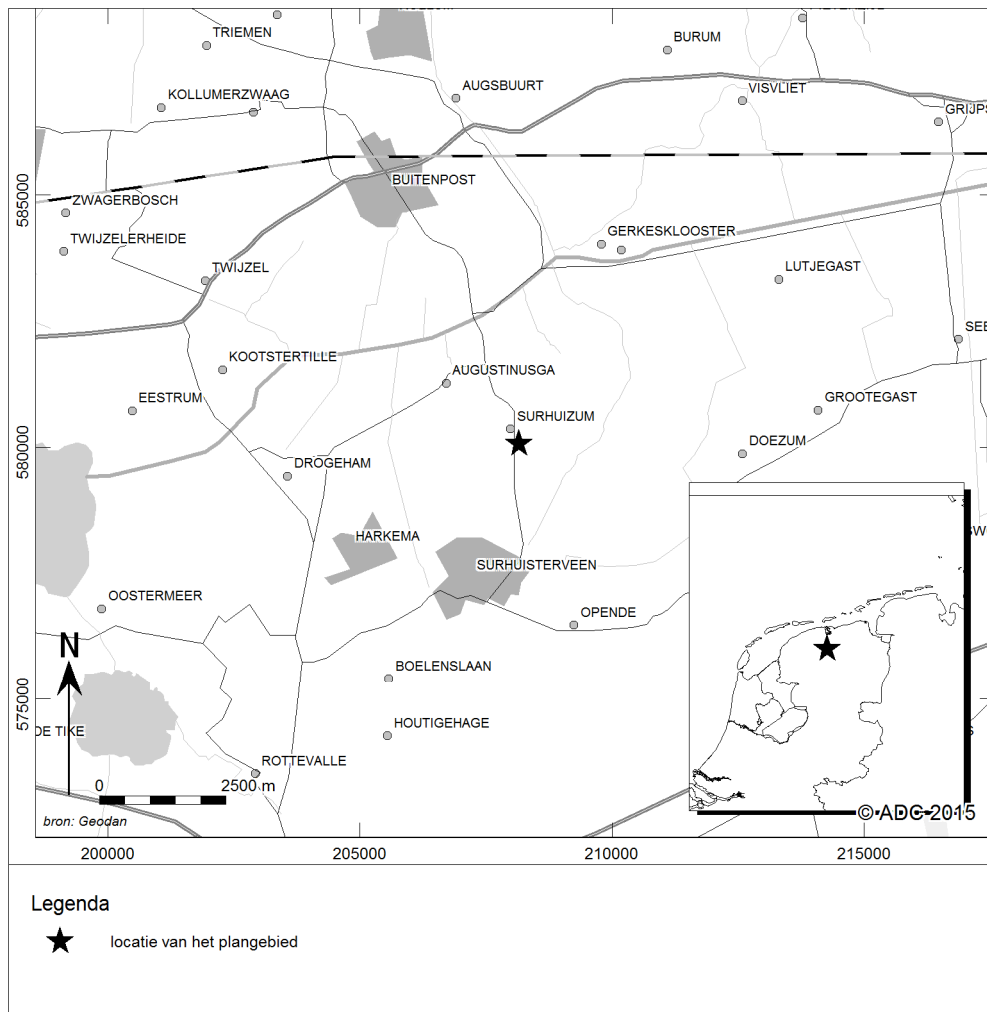 TRIEMEN
BURUM
KOLLUMERZWAAG
AUGSBUURT
VISVLIET
GRIJPS
BUITENPOST
585000
ZWAGERBOSCH
TWIJZELERHEIDE
GERKESKLOOSTER
TWIJZEL
LUTJEGAST
SEE
KOOTSTERTILLE
AUGUSTINUSGA
EESTRUM
GROOTEGAST
SURHUIZUM
580000
DOEZUM
DROGEHAM
HARKEMA
SURHUISTERVEEN
OOSTERMEER
OPENDE
N
BOELENSLAAN
575000
DE TIKE
HOUTIGEHAGE
ROTTEVALLE
0 2500 m
bron: Geodan
© ADC 2015
200000 205000 210000 215000
Legenda
locatie van het plangebied